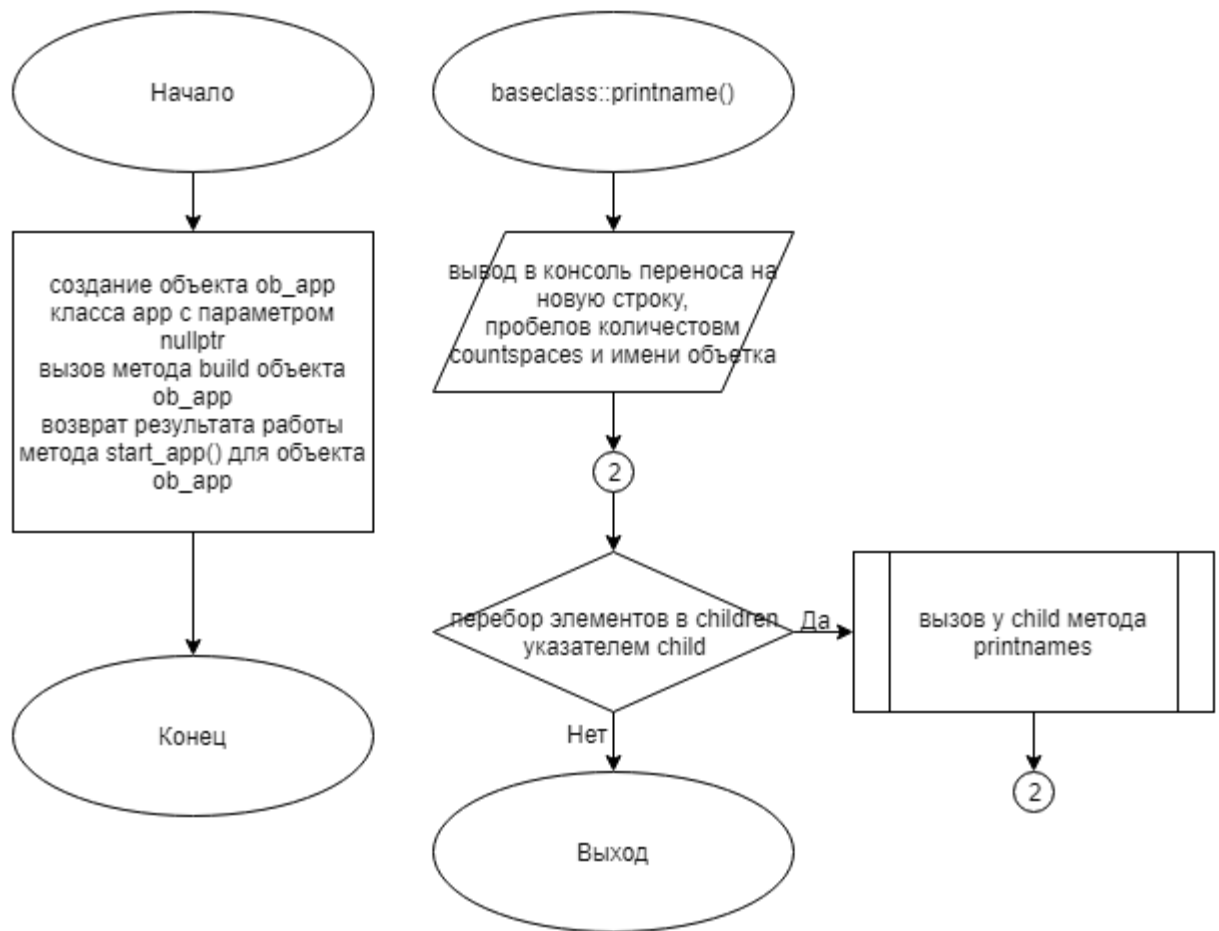 Начало
создание объекта ob_app
класса app с параметром
nullptr
вызов метода build объекта
ob_app
возврат результата работы
метода start_app() для объекта
ob_app
Конец
baseclass::printname()
вывод в консоль переноса на
новую строку,
пробелов количестовм
countspaces и имени объетка
2
перебор элементов в children
указателем child
Да
вызов у child метода
printnames
2
Нет
Выход